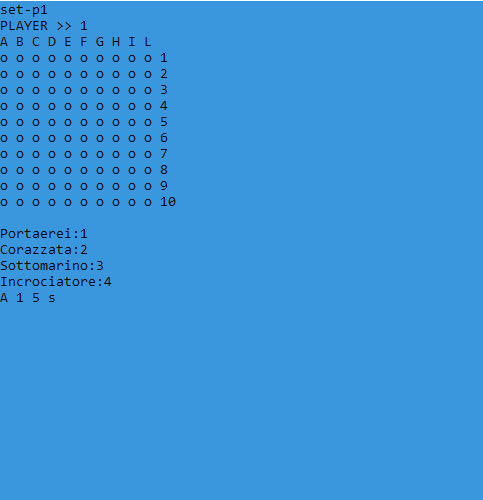 set-p1
PLAYER >> 1
A B C D E F G H I L
o o o o o o o o o o 1
o o o o o o o o o o 2
o o o o o o o o o o 3
o o o o o o o o o o 4
o o o o o o o o o o 5
o o o o o o o o o o 6
o o o o o o o o o o 7
o o o o o o o o o o 8
o o o o o o o o o o 9
o o o o o o o o o o 10
Portaerei:1
Corazzata:2
Sottomarino:3
Incrociatore:4
A 1 5 s